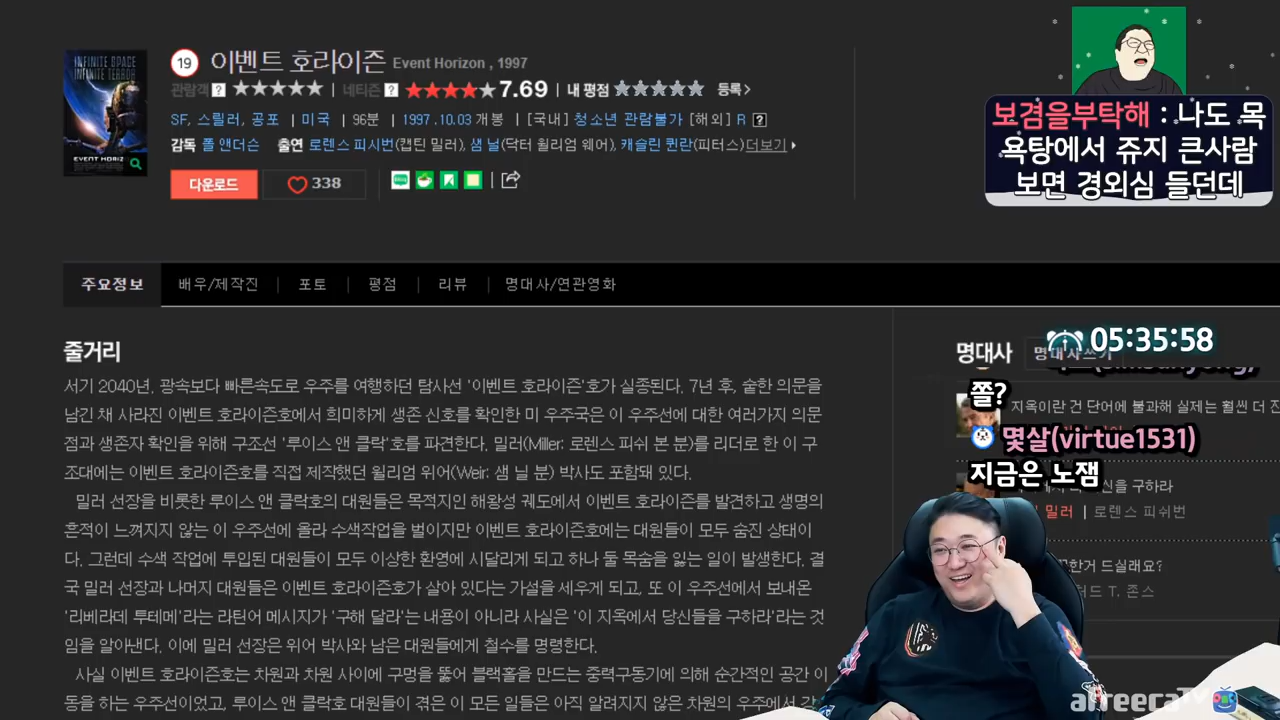 INFINITE SPACE
INFINITE TERROR
EVENT HORIZ
19 이벤트 호라이즌 Event Horizon , 1997
관람객 ? | 네티즌 ? 7.69 | 내 평점 등록
SF, 스릴러, 공포 | 미국 | 96분 | 1997 .10.03 개봉 | [국내] 청소년 관람불가 [해외] R ?
감독 폴 앤더슨 출연 로렌스 피시번(캡틴 밀러), 샘 닐(닥터 윌리엄 웨어), 캐슬린 퀸란(피터스)더보기
다운로드 338
보겸을부탁해 : 나도 목
욕탕에서 쥬지 큰사람
보면 경외심 들던데
주요정보 배우/제작진 포토 평점 리뷰 명대사/연관영화
줄거리
서기 2040년, 광속보다 빠른속도로 우주를 여행하던 탐사선 '이벤트 호라이즌'호가 실종된다. 7년 후, 숱한 의문을
남긴 채 사라진 이벤트 호라이즌호에서 희미하게 생존 신호를 확인한 미 우주국은 이 우주선에 대한 여러가지 의문
점과 생존자 확인을 위해 구조선 '루이스 앤 클락'호를 파견한다. 밀러(Miller: 로렌스 피쉬 본 분)를 리더로 한 이 구
조대에는 이벤트 호라이즌호를 직접 제작했던 윌리엄 위어(Weir: 샘 닐 분) 박사도 포함돼 있다.
밀러 선장을 비롯한 루이스 앤 클락호의 대원들은 목적지인 해왕성 궤도에서 이벤트 호라이즌를 발견하고 생명의
흔적이 느껴지지 않는 이 우주선에 올라 수색작업을 벌이지만 이벤트 호라이즌호에는 대원들이 모두 숨진 상태이
다. 그런데 수색 작업에 투입된 대원들이 모두 이상한 환영에 시달리게 되고 하나 둘 목숨을 잃는 일이 발생한다. 결
국 밀러 선장과 나머지 대원들은 이벤트 호라이즌호가 살아 있다는 가설을 세우게 되고, 또 이 우주선에서 보내온
'리베라데 투테메'라는 라틴어 메시지가 '구해 달라'는 내용이 아니라 사실은 '이 지옥에서 당신들을 구하라'라는 것
임을 알아낸다. 이에 밀러 선장은 위어 박사와 남은 대원들에게 철수를 명령한다.
사실 이벤트 호라이즌호는 차원과 차원 사이에 구멍을 뚫어 블랙홀을 만드는 중력구동기에 의해 순간적인 공간 이
동을 하는 우주선이었고, 루이스 앤 클락호 대원들이 겪은 이 모든 일들은 아직 알려지지 않은 차원의 우주에서 각
명대사 명대사쓰기
05:35:58
쫄?
지옥이란 건 단어에 불과해 실제는 훨씬 더 진
몇살(virtue1531)
지금은 노잼
신을 구하라
밀러 | 로렌스 피쉬번
한거 드실래요?
드 T. 존스
afreecaTV